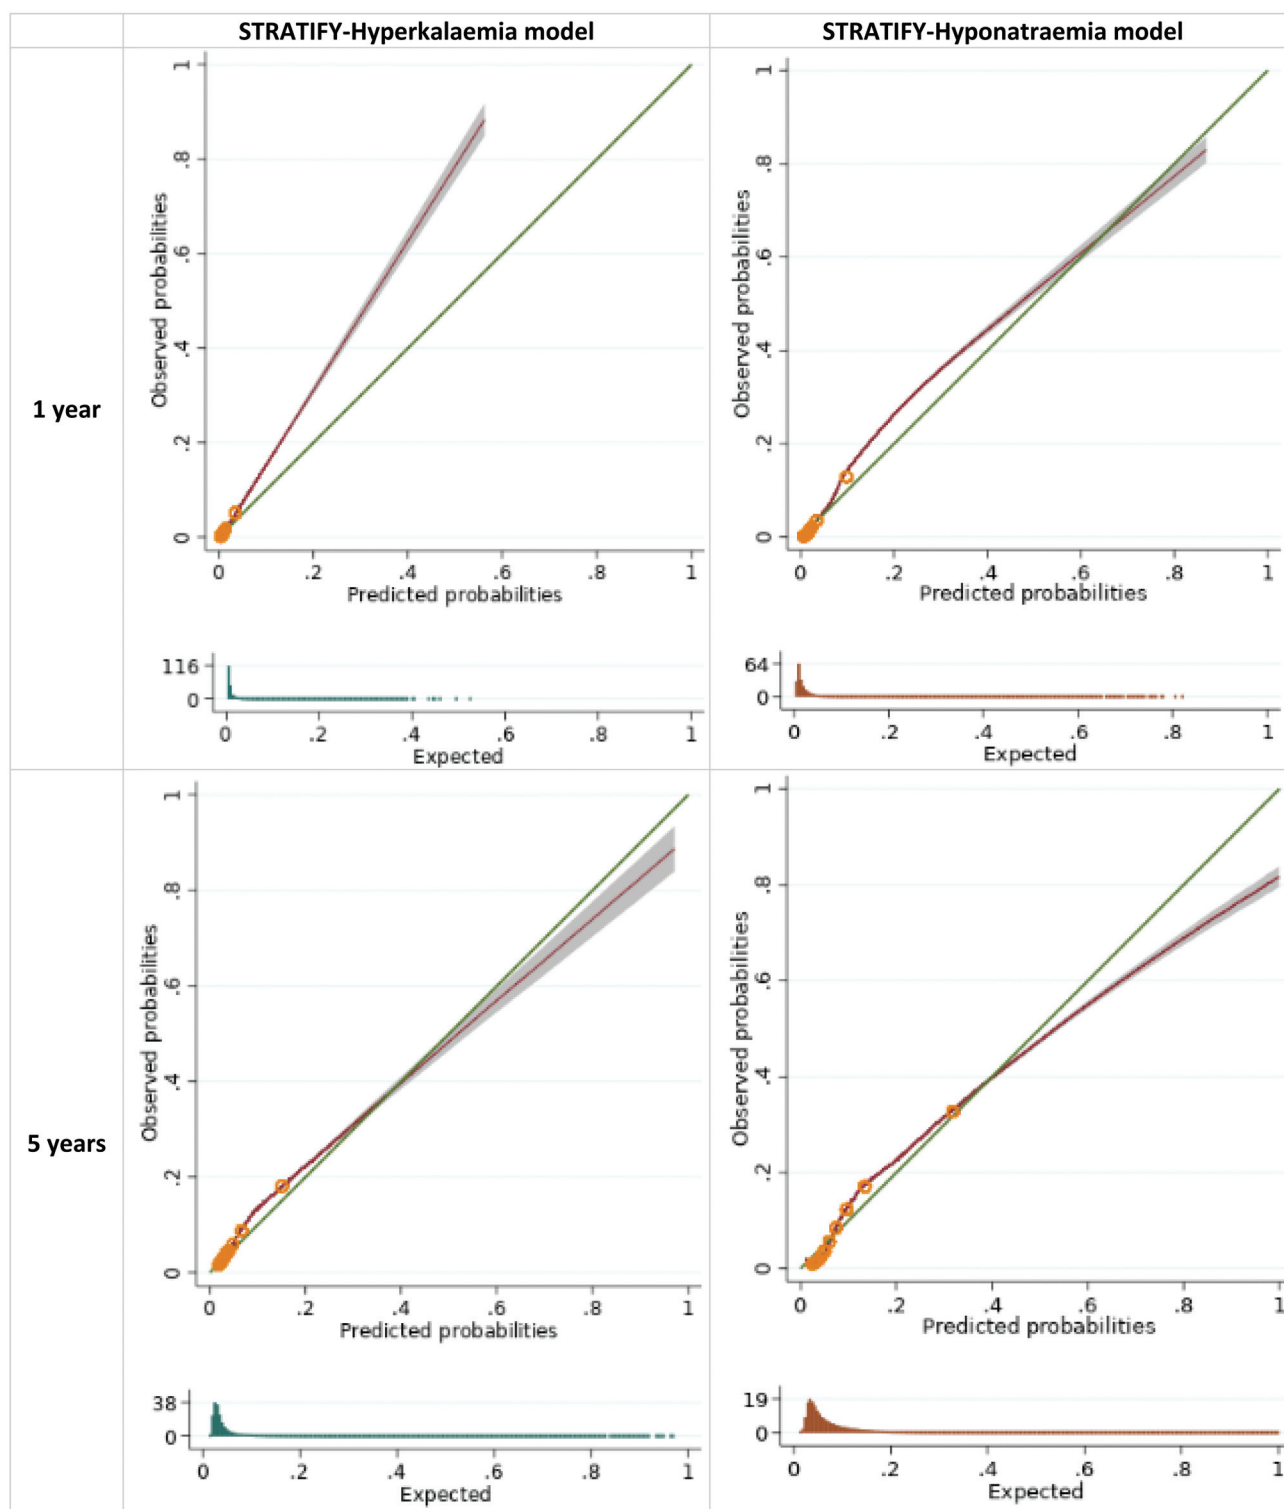 STRATIFY-Hyperkalaemia model
STRATIFY-Hyponatraemia model
1 year
Observed probabilities
1
.8
.6
.4
.2
0
0 .2 .4 .6 .8 1
Predicted probabilities
116
0
0 .2 .4 .6 .8 1
Expected
Observed probabilities
1
.8
.6
.4
.2
0
0 .2 .4 .6 .8 1
Predicted probabilities
64
0
0 .2 .4 .6 .8 1
Expected
5 years
Observed probabilities
1
.8
.6
.4
.2
0
0 .2 .4 .6 .8 1
Predicted probabilities
38
0
0 .2 .4 .6 .8 1
Expected
Observed probabilities
1
.8
.6
.4
.2
0
0 .2 .4 .6 .8 1
Predicted probabilities
19
0
0 .2 .4 .6 .8 1
Expected